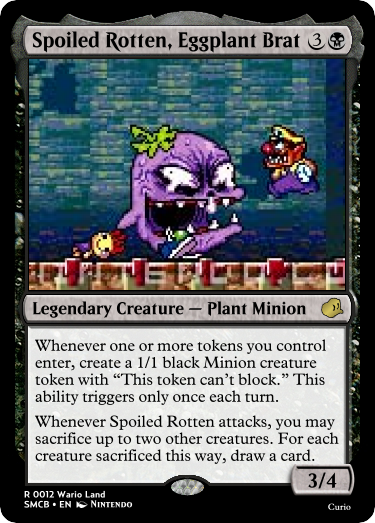 Spoiled Rotten, Eggplant Brat 3
Legendary Creature — Plant Minion
Whenever one or more tokens you control
enter, create a 1/1 black Minion creature
token with “This token can’t block.” This
ability triggers only once each turn.
Whenever Spoiled Rotten attacks, you may
sacrifice up to two other creatures. For each
creature sacrificed this way, draw a card.
3/4
R 0012 Wario Land
SMCB • EN Nintendo
Curio